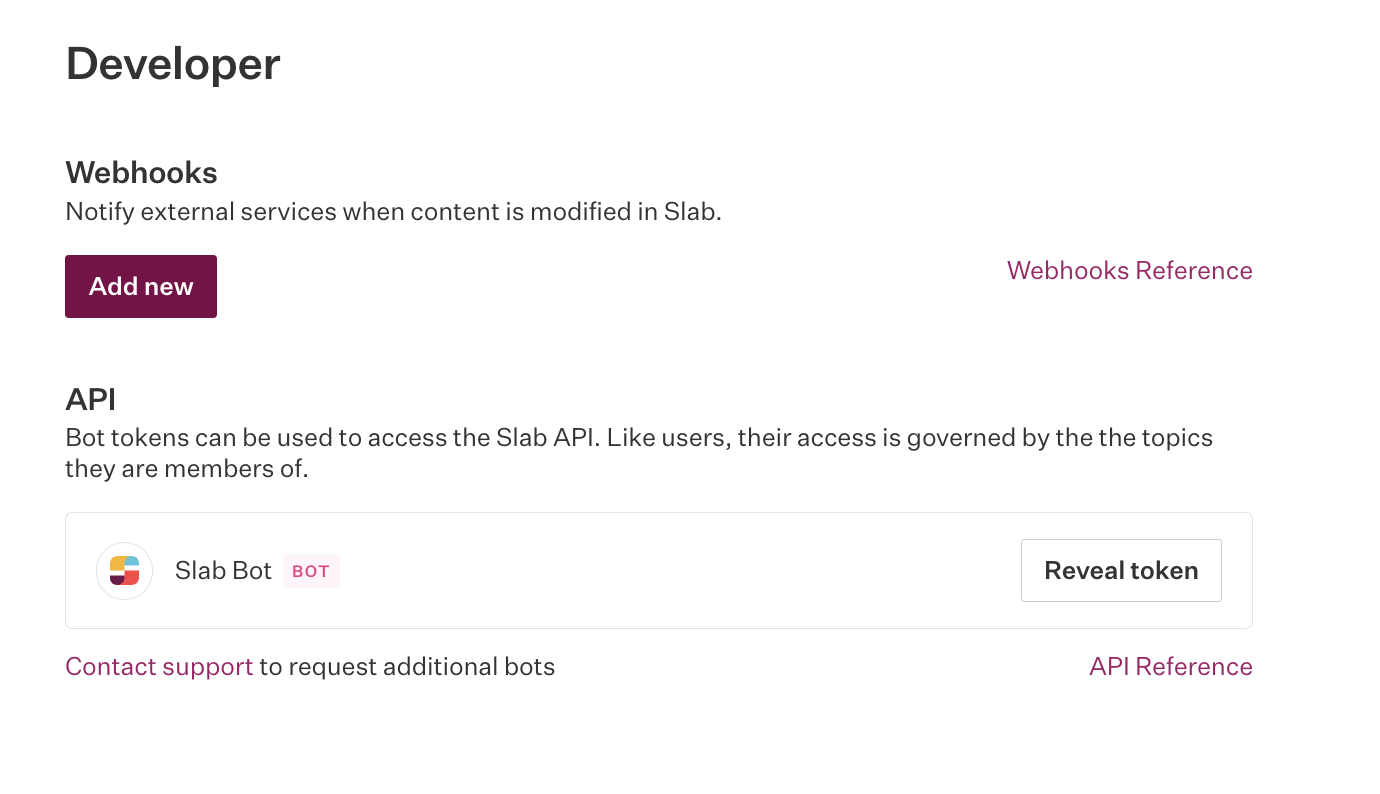 Developer
Webhooks
Notify external services when content is modified in Slab.
Add new
Webhooks Reference
API
Bot tokens can be used to access the Slab API. Like users, their access is governed by the the topics
they are members of.
Slab Bot BOT
Reveal token
Contact support to request additional bots
API Reference